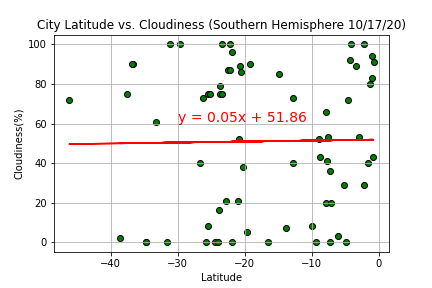 City Latitude vs. Cloudiness (Southern Hemisphere 10/17/20)
100
80
60
40
20
0
Cloudiness(%)
y = 0.05x + 51.86
−40 −30 −20 −10 0
Latitude